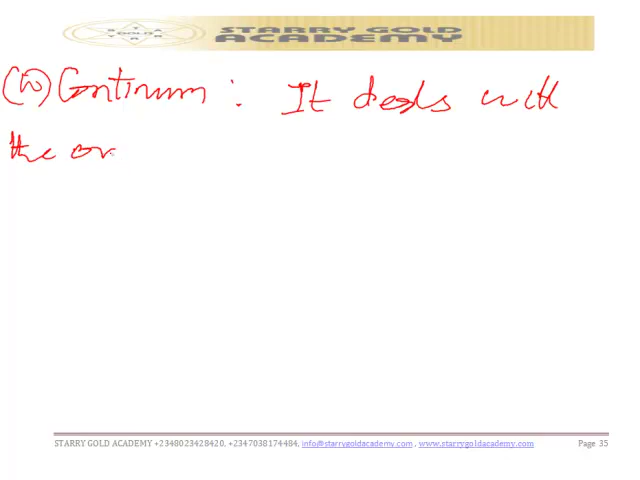 STARRY GOLD
ACADEMY
(iv) Continuum : It deals with
the or
STARRY GOLD ACADEMY +2348023428420, +2347038174484, info@starrygoldacademy.com , www.starrygoldacademy.com Page 35